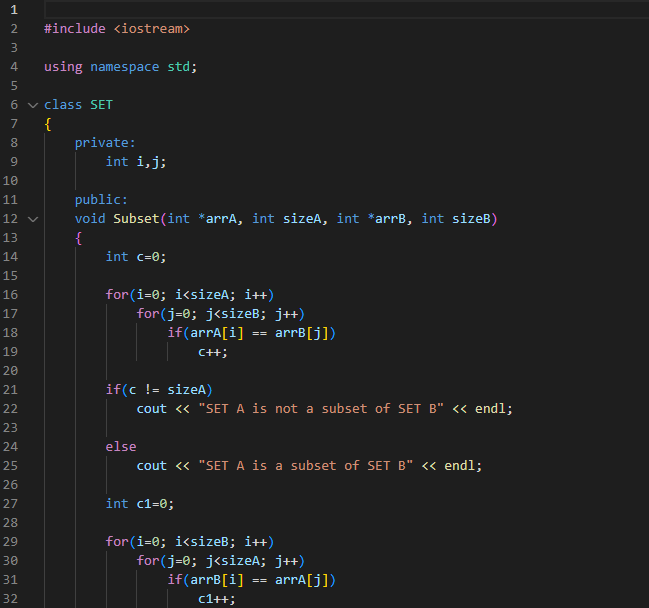 1
2 #include <iostream>
3
4 using namespace std;
5
6 class SET
7 {
8     private:
9         int i,j;
10
11     public:
12     void Subset(int *arrA, int sizeA, int *arrB, int sizeB)
13     {
14         int c=0;
15
16         for(i=0; i<sizeA; i++)
17             for(j=0; j<sizeB; j++)
18                 if(arrA[i] == arrB[j])
19                     c++;
20
21         if(c != sizeA)
22             cout << "SET A is not a subset of SET B" << endl;
23
24         else
25             cout << "SET A is a subset of SET B" << endl;
26
27         int c1=0;
28
29         for(i=0; i<sizeB; i++)
30             for(j=0; j<sizeA; j++)
31                 if(arrB[i] == arrA[j])
32                     c1++;